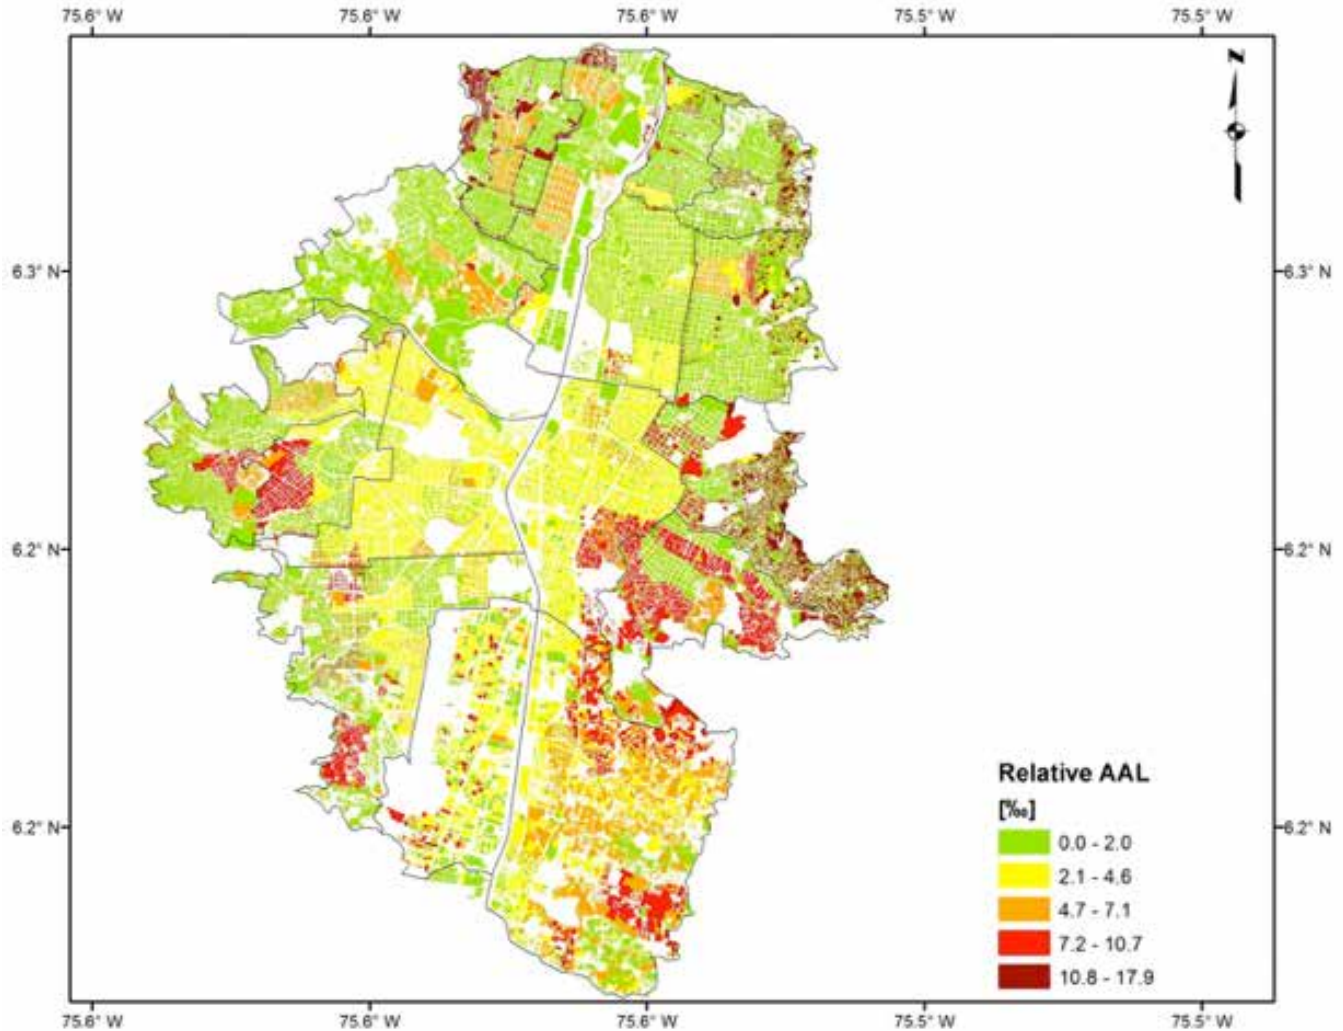 75.6° W 75.6° W 75.6° W 75.5° W 75.5° W
N
6.3° N 6.3° N
6.2° N 6.2° N
Relative AAL
[‰]
6.2° N 6.2° N
0.0 - 2.0
2.1 - 4.6
4.7 - 7.1
7.2 - 10.7
10.8 - 17.9
75.6° W 75.6° W 75.6° W 75.5° W 75.5° W